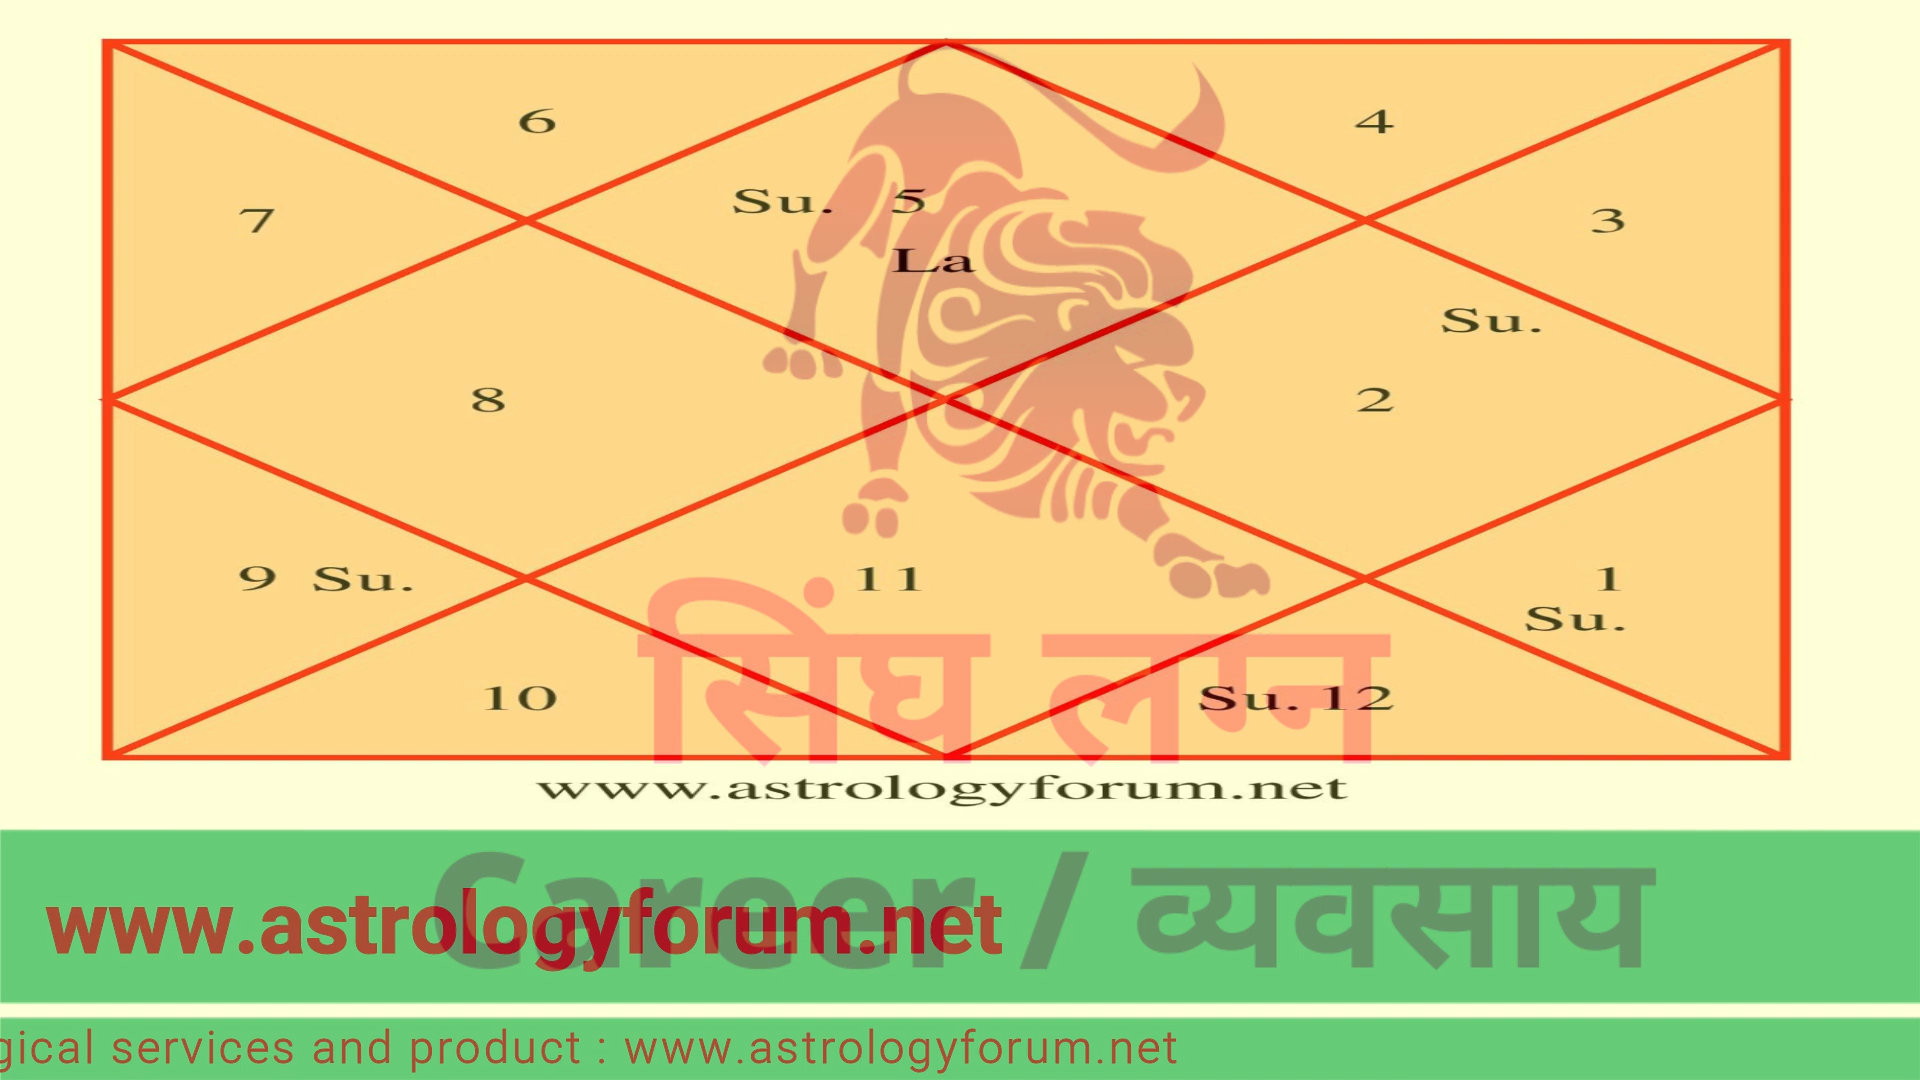 6
4
Su. 5
7
3
La
Su.
8
2
9 Su.
11
1
Su.
सिंघ लग्न
10
Su. 12
www.astrologyforum.net
Career / व्यवसाय
www.astrologyforum.net
gical services and product : www.astrologyforum.net